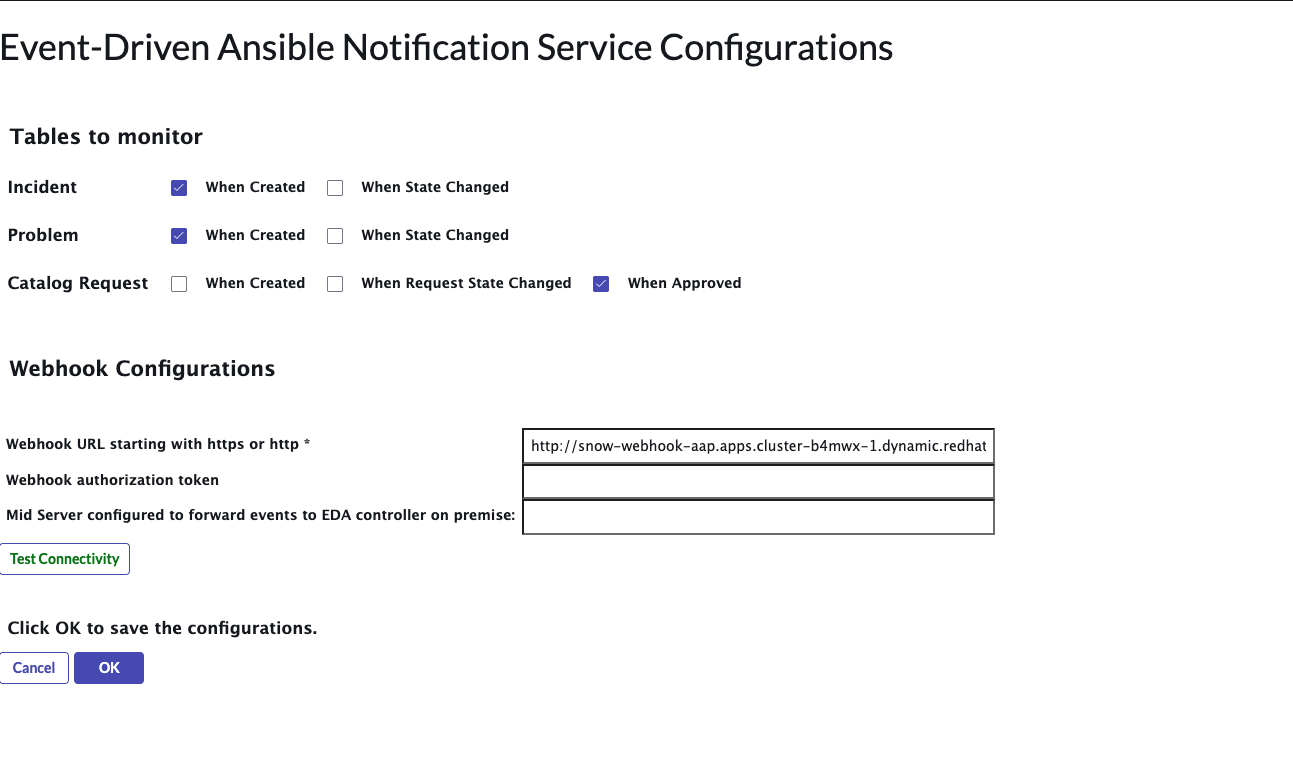 Event-Driven Ansible Notification Service Configurations
Tables to monitor
Incident When Created When State Changed
Problem When Created When State Changed
Catalog Request When Created When Request State Changed When Approved
Webhook Configurations
Webhook URL starting with https or http * http://snow-webhook-aap.apps.cluster-b4mwx-1.dynamic.redhat
Webhook authorization token
Mid Server configured to forward events to EDA controller on premise:
Test Connectivity
Click OK to save the configurations.
Cancel OK